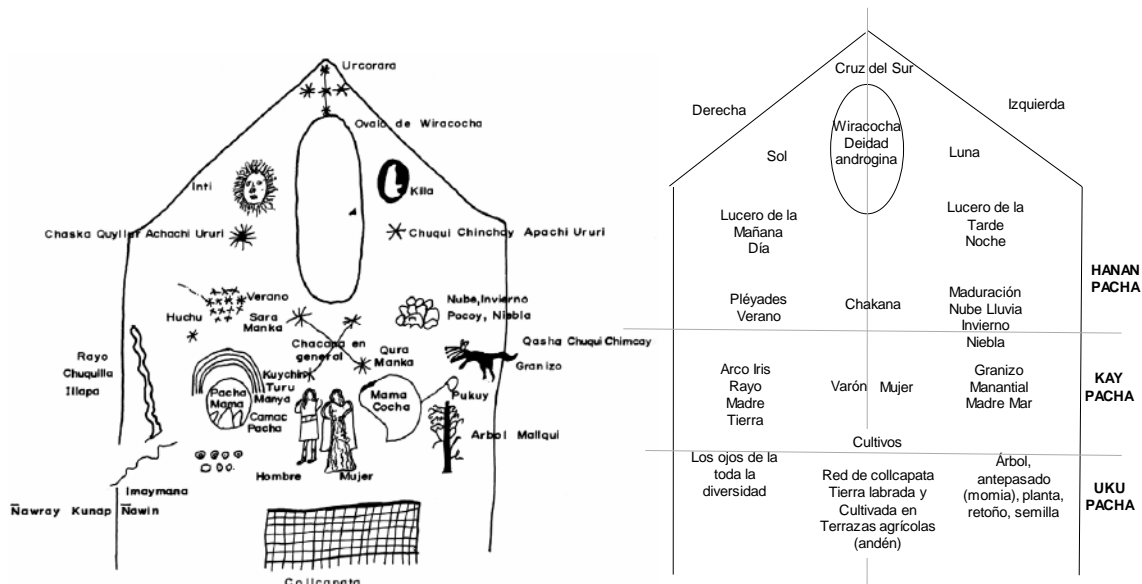 Urcorara
Ovalo de Wiracocha
Inti
Killa
Chaska Quyllur Achachi Ururi
Chuqui Chinchay Apachi Ururi
Verano
Huchu
Sara
Manka
Nube,Invierno
Pocoy, Niebla
Chacana en
general
Qura
Manka
Qasha Chuqui Chimcay
Granizo
Rayo
Chuquilla
Illapa
Kuychin
Turu
Manya
Pacha
Mama
Camac
Pacha
Mama
Cocha
Pukuy
Arbol Mallqui
Hombre
Mujer
Imaymana
Ñawray Kunap Ñawin
Collcapata
Cruz del Sur
Derecha
Izquierda
Wiracocha
Deidad
androgina
Sol
Luna
Lucero de la
Mañana
Día
Lucero de la
Tarde
Noche
HANAN
PACHA
Pléyades
Verano
Chakana
Maduración
Nube Lluvia
Invierno
Niebla
Arco Iris
Rayo
Madre
Tierra
Varón
Mujer
Granizo
Manantial
Madre Mar
KAY
PACHA
Cultivos
Los ojos de la
toda la
diversidad
Red de collcapata
Tierra labrada y
Cultivada en
Terrazas agrícolas
(andén)
Árbol,
antepasado
(momia), planta,
retoño, semilla
UKU
PACHA